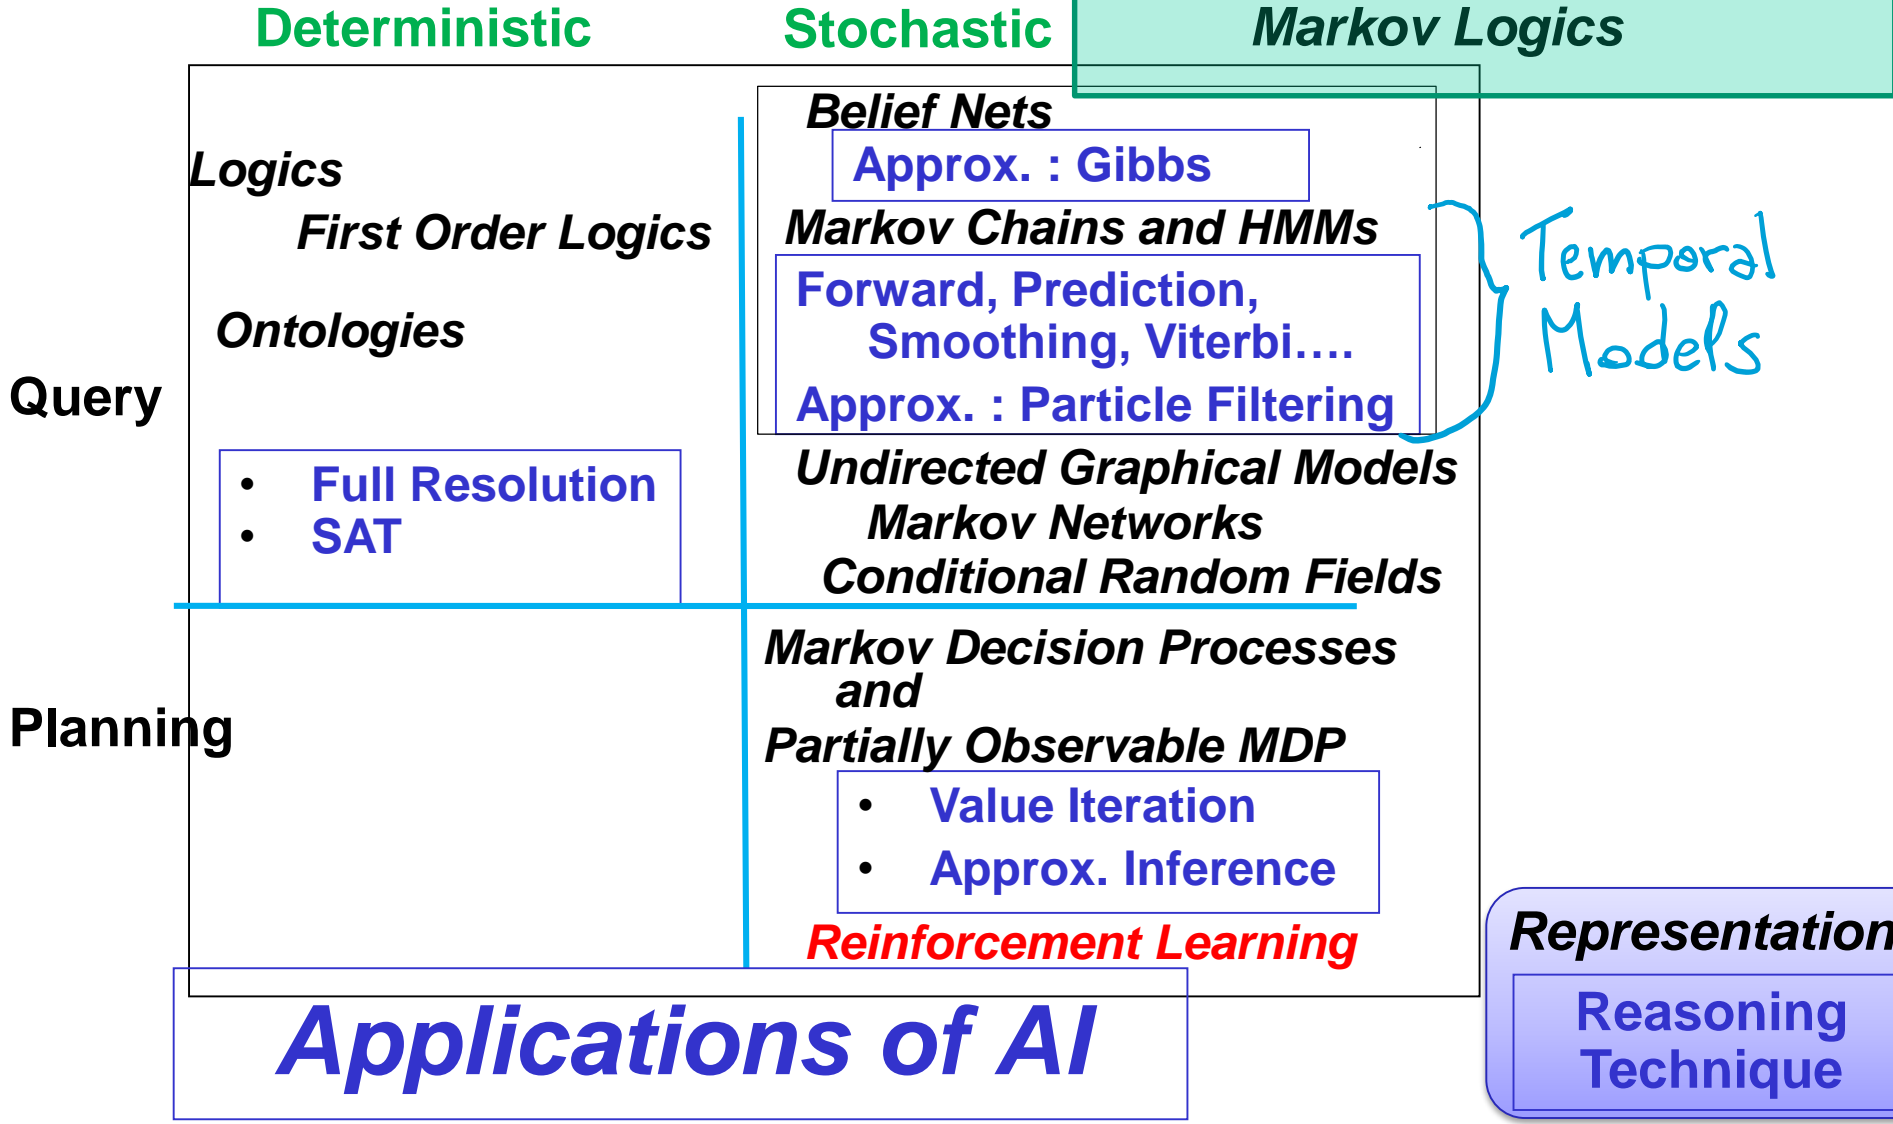 Deterministic
Stochastic
Markov Logics
Belief Nets
Approx. : Gibbs
Logics
First Order Logics
Markov Chains and HMMs
Temporal
Models
Forward, Prediction,
Smoothing, Viterbi….
Approx. : Particle Filtering
Ontologies
Query
• Full Resolution
• SAT
Undirected Graphical Models
Markov Networks
Conditional Random Fields
Planning
Markov Decision Processes
and
Partially Observable MDP
• Value Iteration
• Approx. Inference
Reinforcement Learning
Applications of AI
Representation
Reasoning
Technique